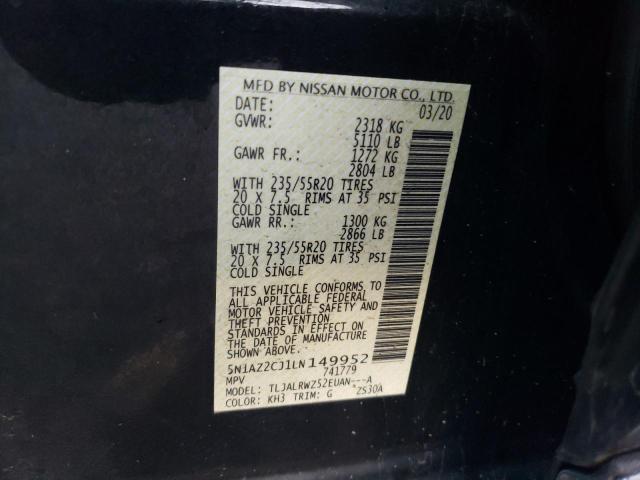 MFD BY NISSAN MOTOR CO., LTD.
DATE: 03/20
GVWR: 2318 KG
5110 LB
GAWR FR.: 1272 KG
2804 LB
WITH 235/55R20 TIRES
20 X 7.5 RIMS AT 35 PSI
COLD SINGLE
GAWR RR.: 1300 KG
2866 LB
WITH 235/55R20 TIRES
20 X 7.5 RIMS AT 35 PSI
COLD SINGLE
THIS VEHICLE CONFORMS TO
ALL APPLICABLE FEDERAL
MOTOR VEHICLE SAFETY AND
THEFT PREVENTION
STANDARDS IN EFFECT ON
THE DATE OF MANUFACTURE
SHOWN ABOVE.
5N1AZ2CJ1LN149952
MPV 741779
MODEL: TLJALRWZ52EUAN---A
COLOR: KH3 TRIM: G *ZS30A